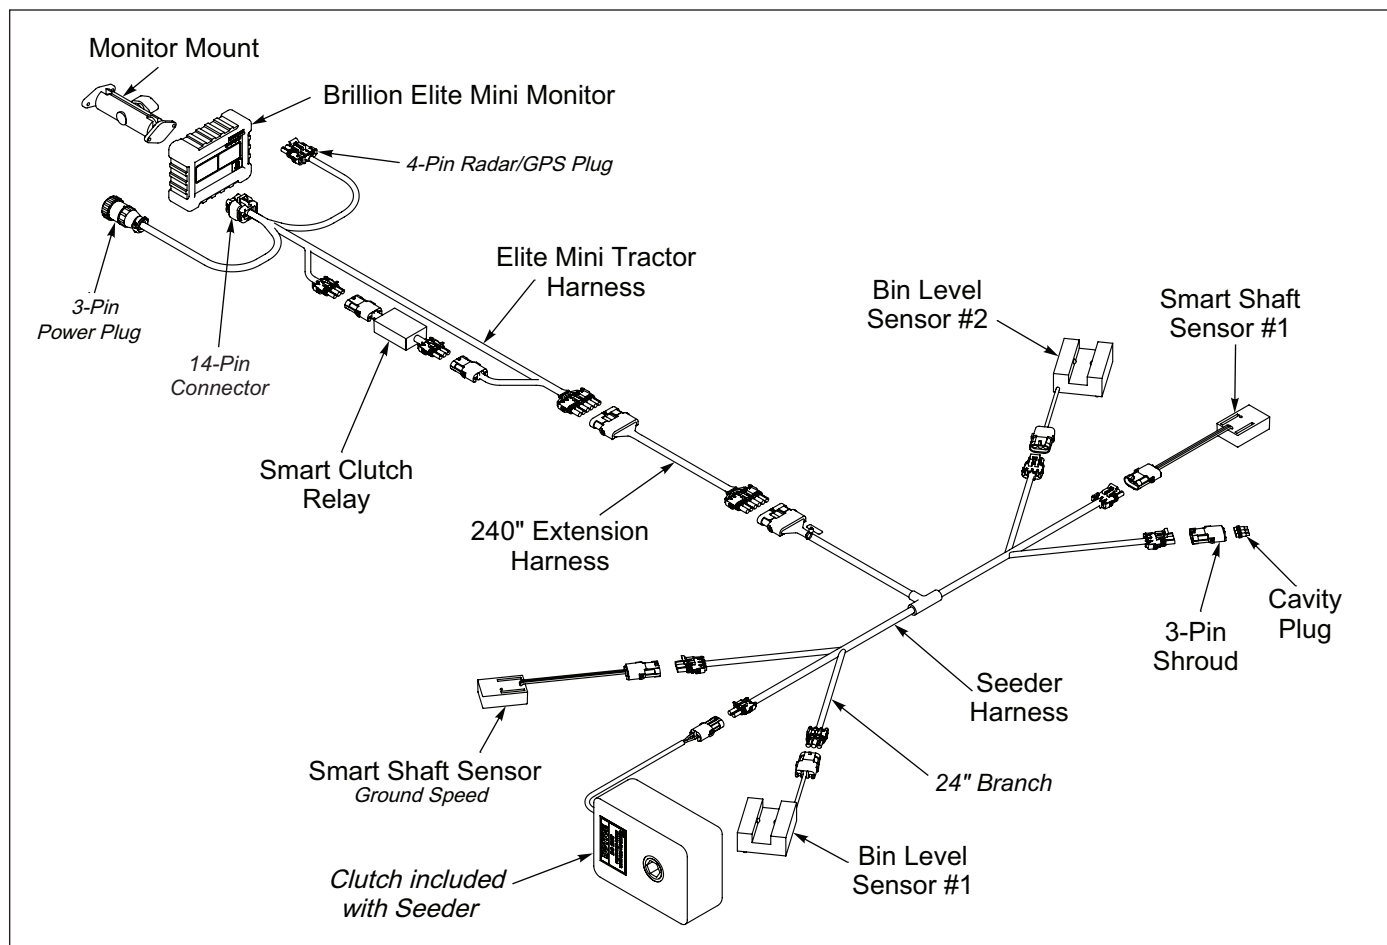 Monitor Mount
Brillion Elite Mini Monitor
4-Pin Radar/GPS Plug
3-Pin
Power Plug
14-Pin
Connector
Elite Mini Tractor
Harness
Bin Level
Sensor #2
Smart Shaft
Sensor #1
Smart Clutch
Relay
240" Extension
Harness
Cavity
Plug
3-Pin
Shroud
Seeder
Harness
Smart Shaft Sensor
Ground Speed
24" Branch
Clutch included
with Seeder
Bin Level
Sensor #1